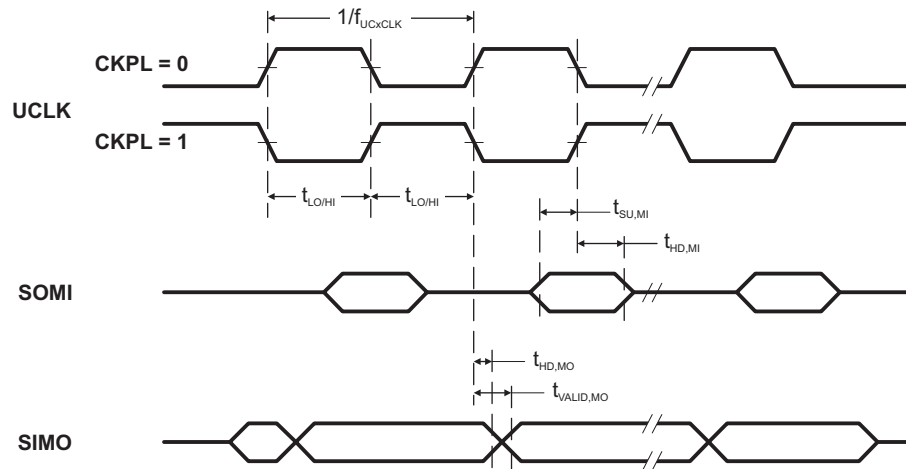 1/fUCxCLK
CKPL = 0
UCLK
CKPL = 1
tLO/HI tLO/HI
tSU,MI
tHD,MI
SOMI
tHD,MO
tVALID,MO
SIMO